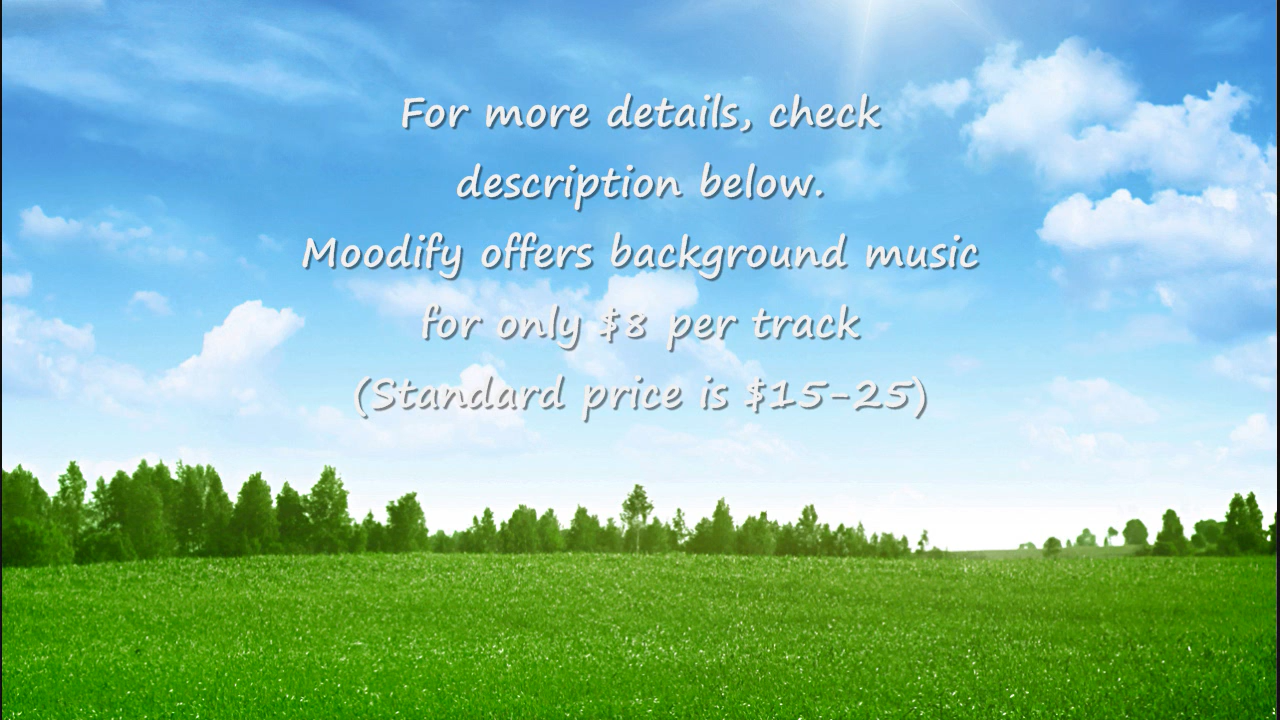 For more details, check
description below.
Moodify offers background music
for only $8 per track
(Standard price is $15-25)